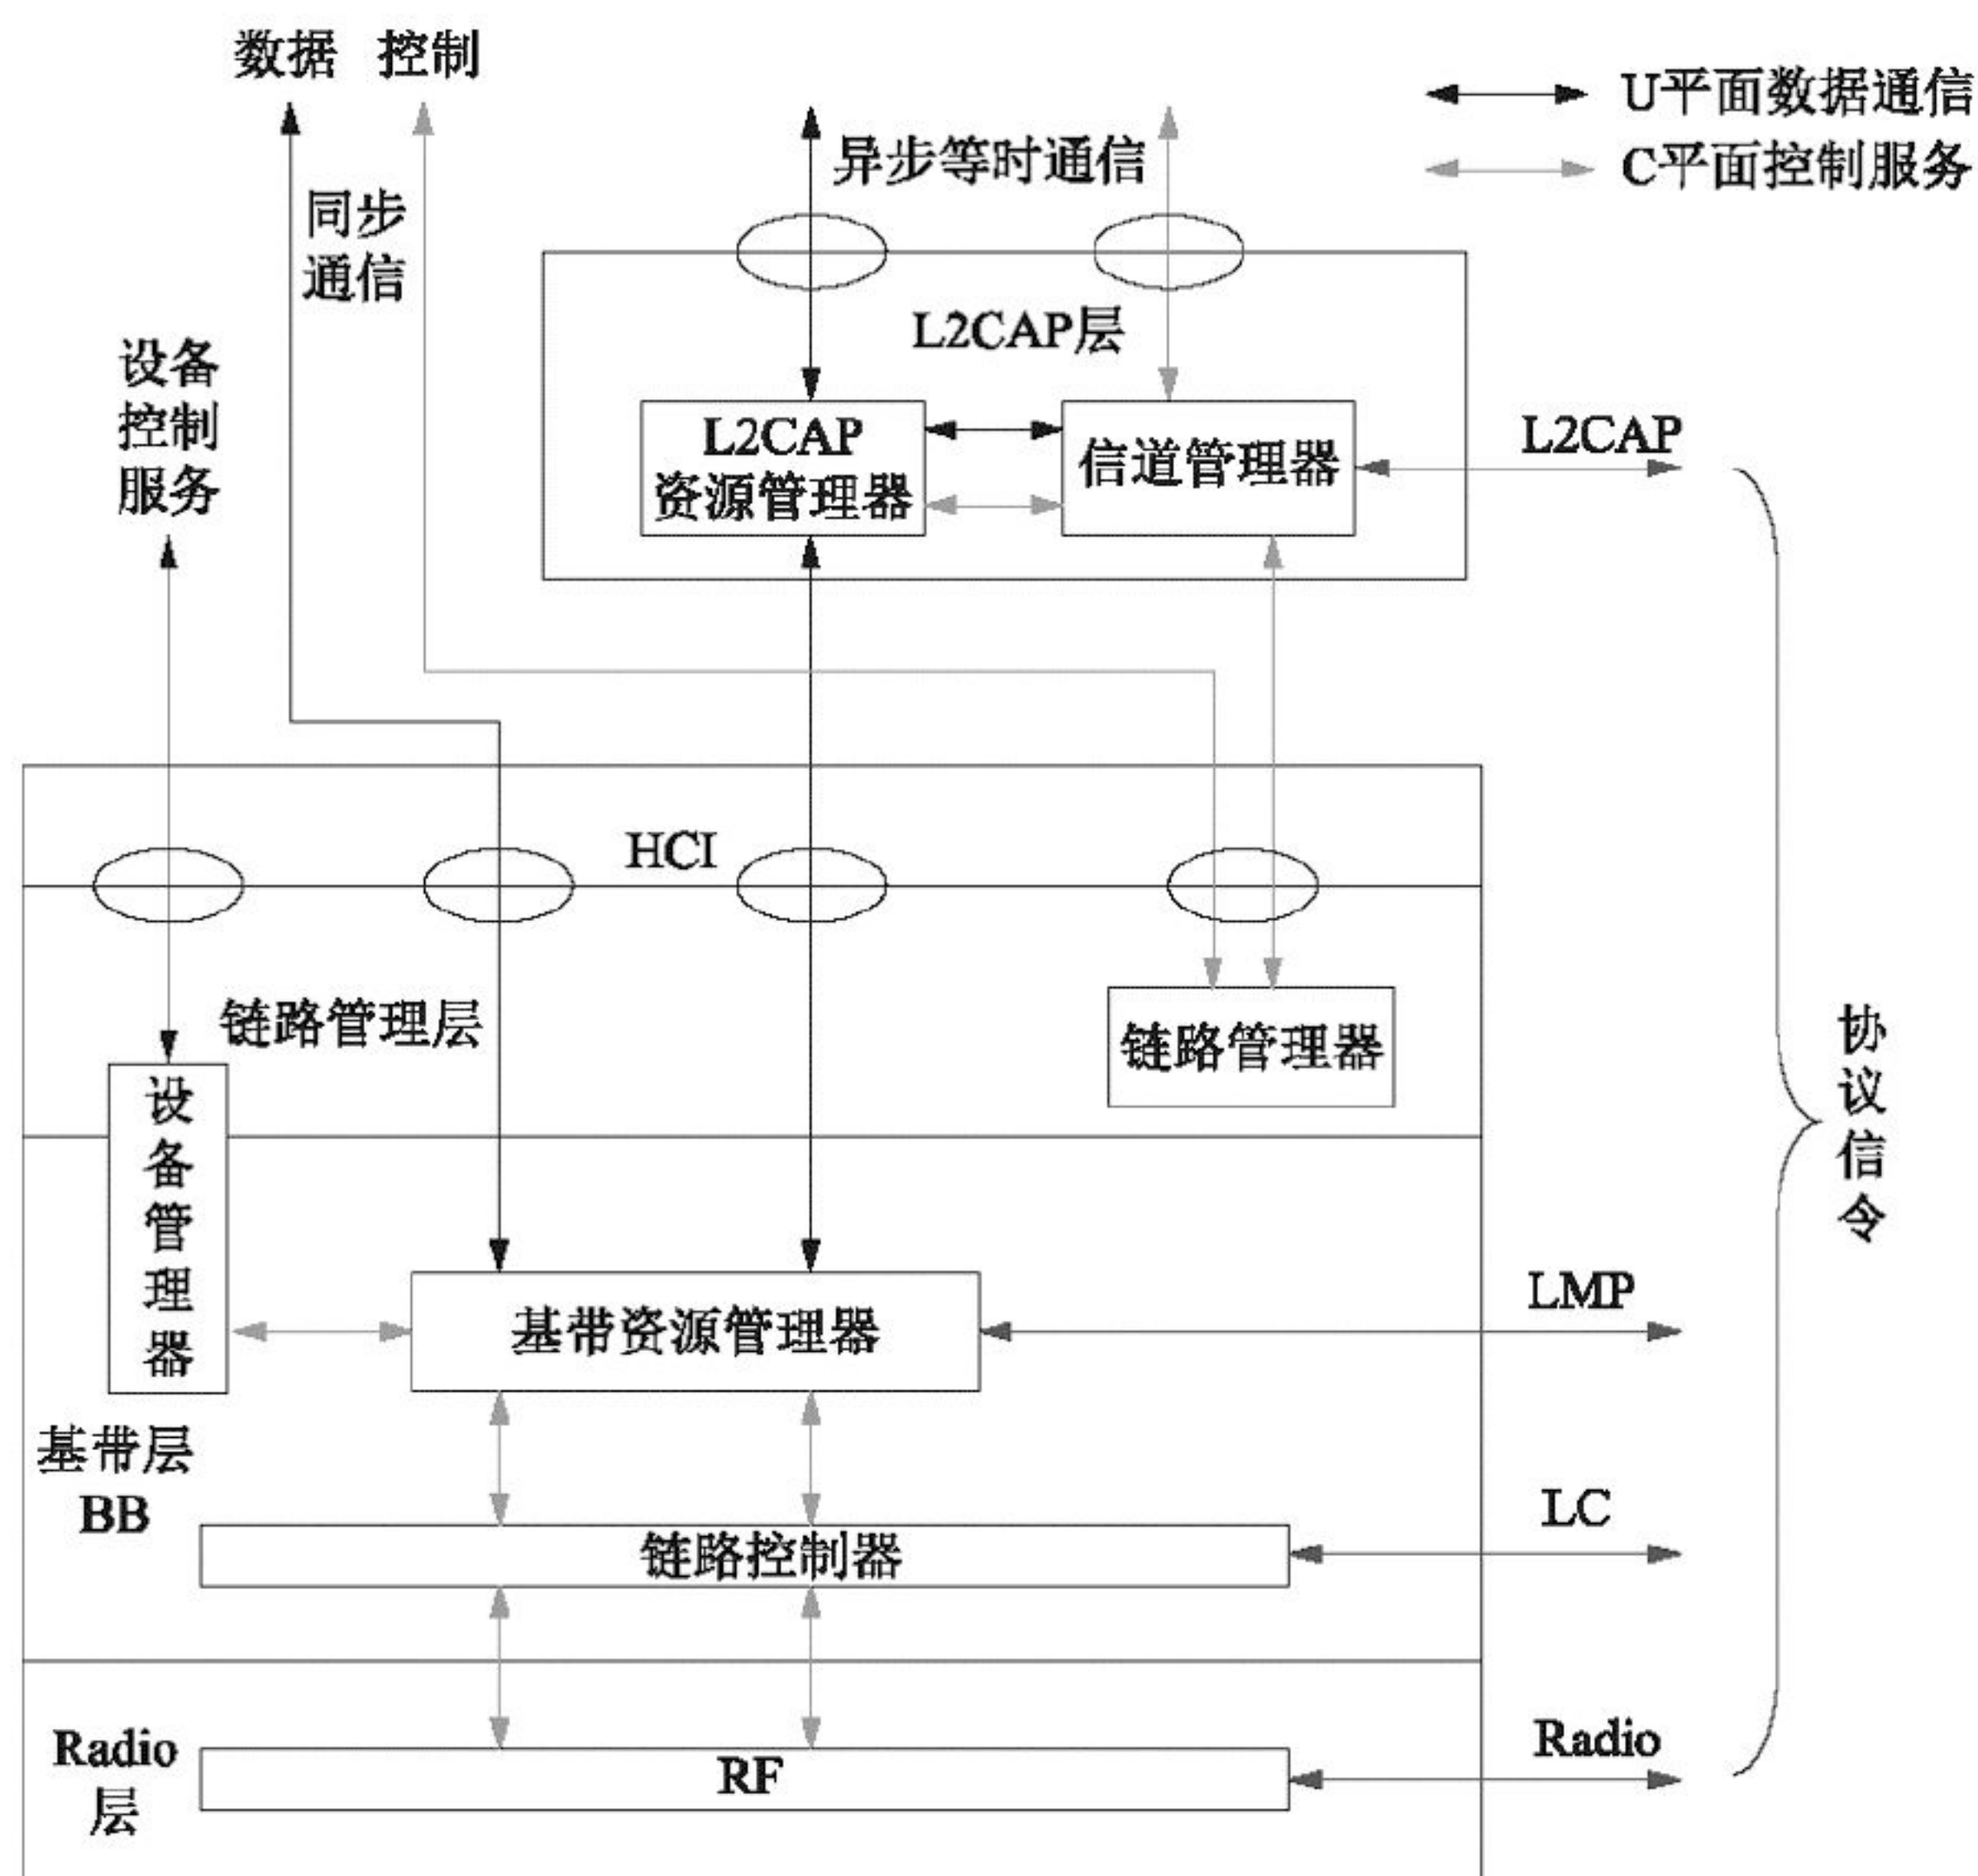 数据 控制
U平面数据通信
C平面控制服务
异步等时通信
同步
通信
L2CAP层
设备
控制
服务
L2CAP
资源管理器
信道管理器
L2CAP
HCI
链路管理层
链路管理器
设
备
管
理
器
协
议
信
令
基带资源管理器
LMP
基带层
BB
链路控制器
LC
Radio
层
RF
Radio